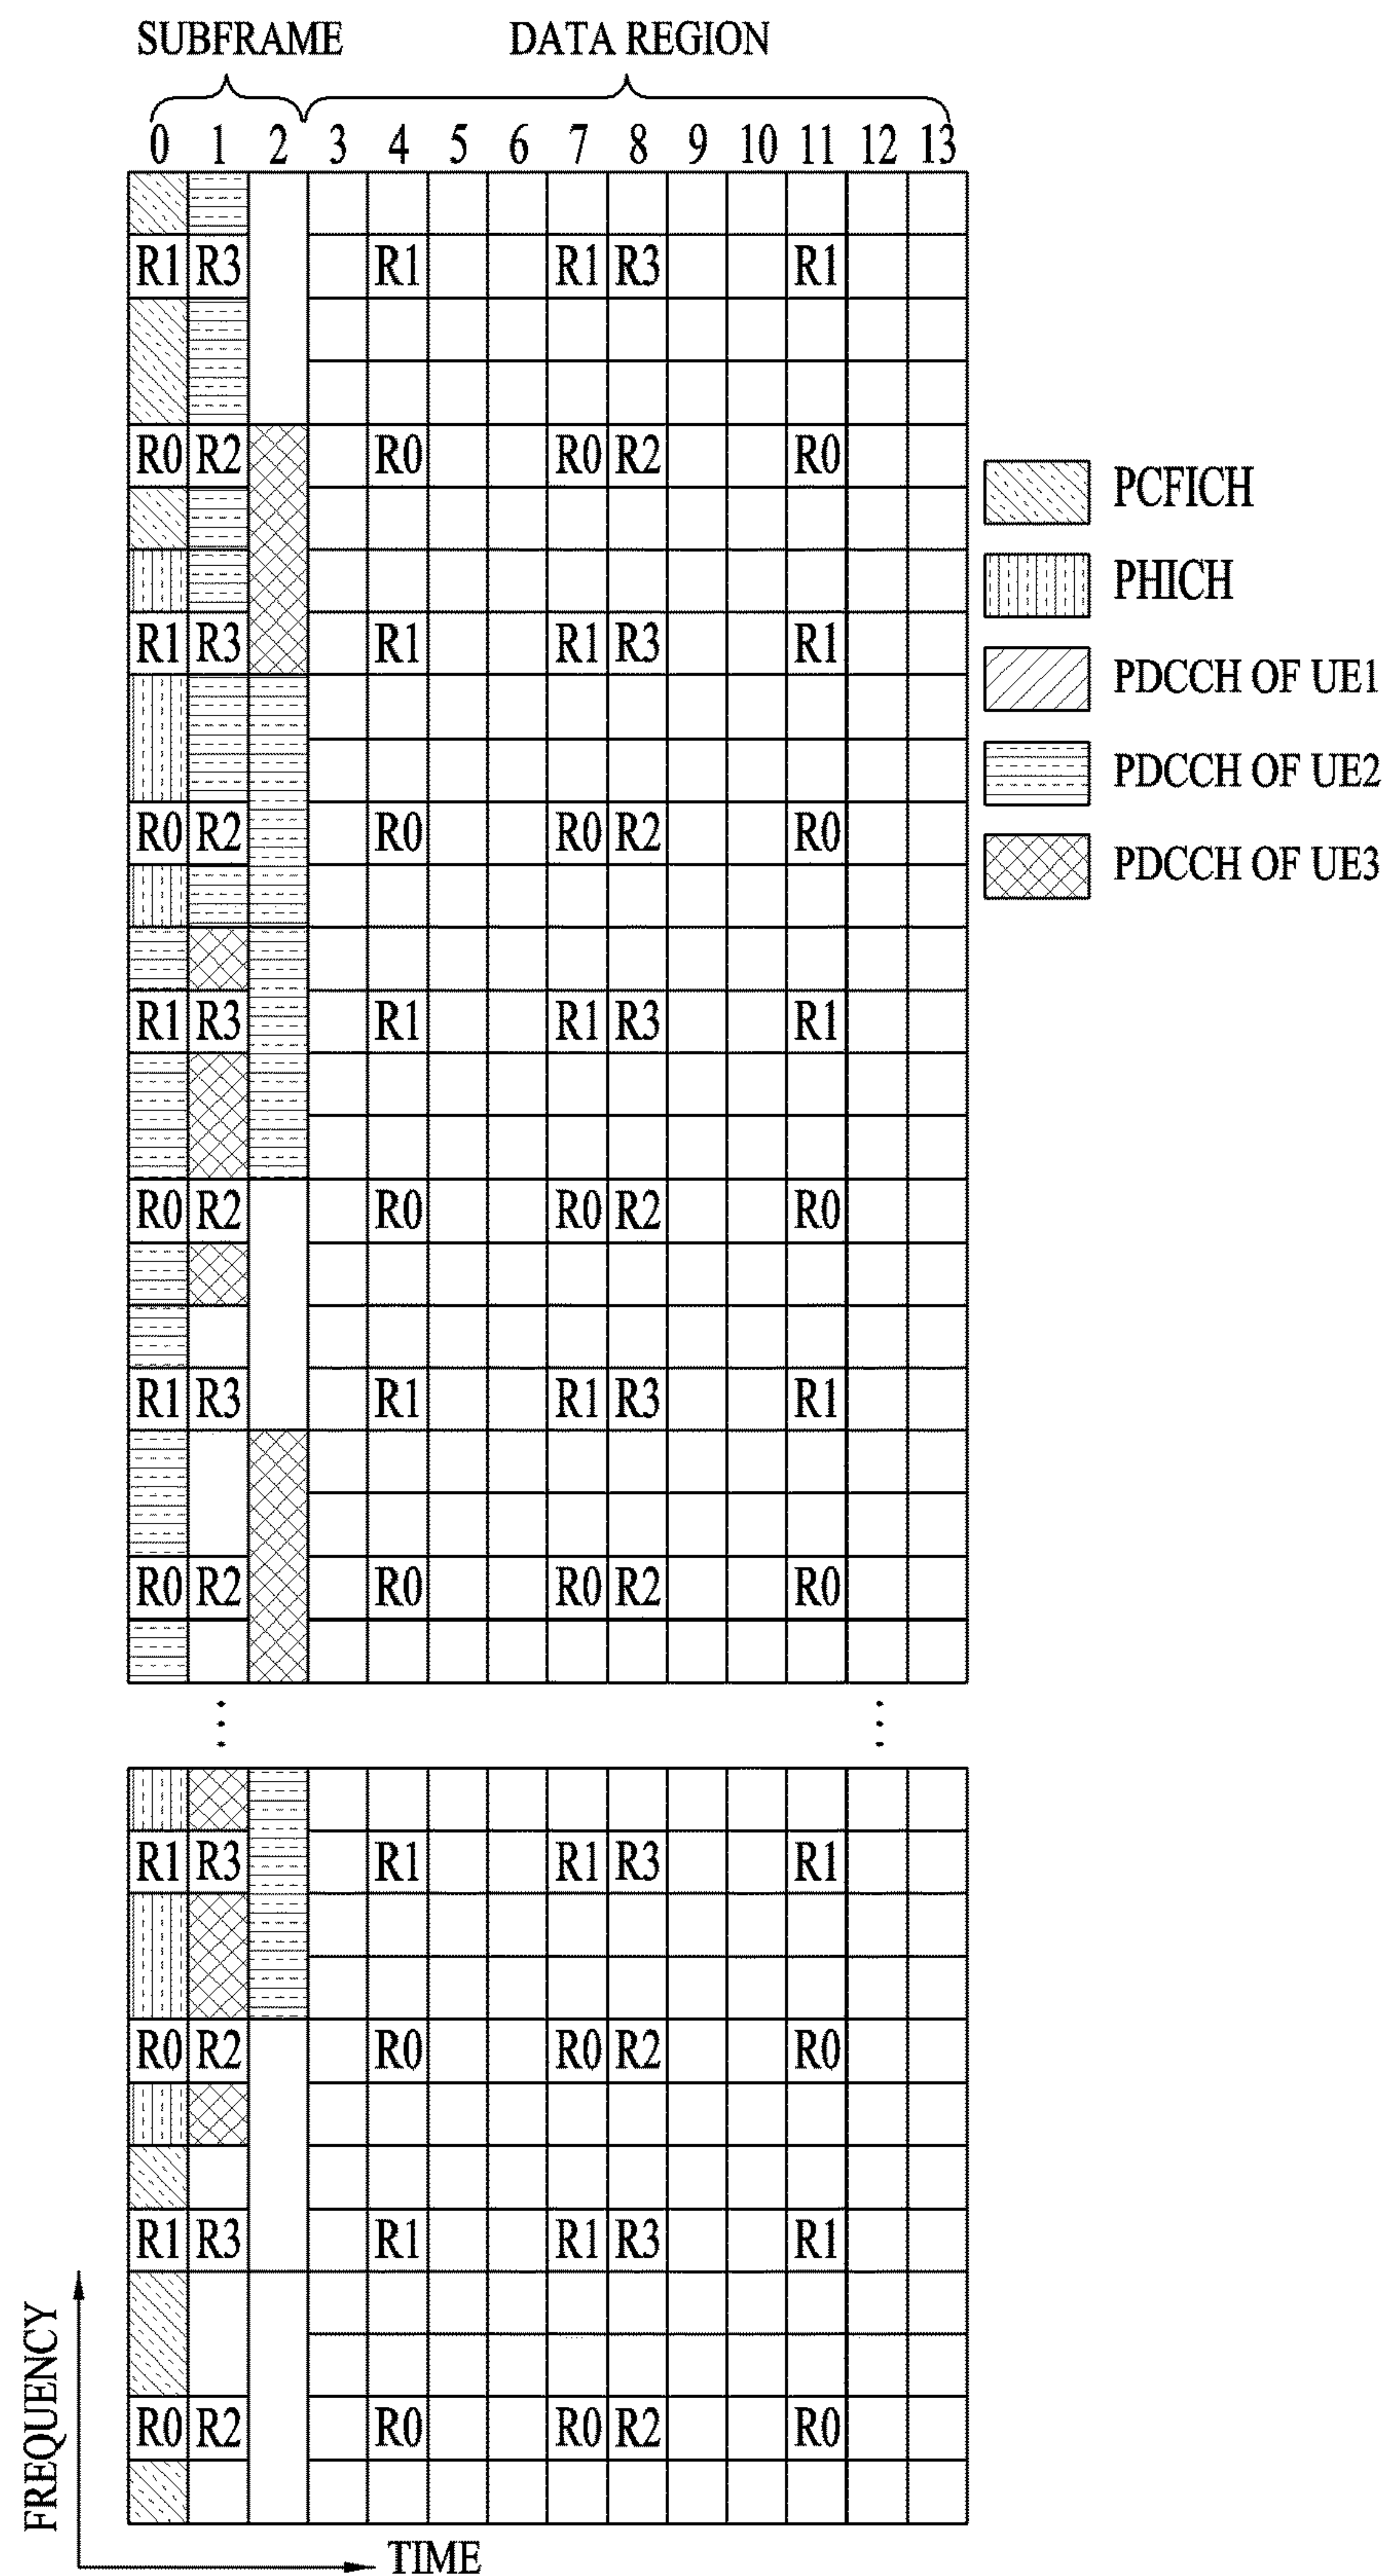 SUBFRAME DATA REGION
0 1 2 3 4 5 6 7 8 9 10 11 12 13
R1 R3 R1 R1 R3 R1
R0 R2 R0 R0 R2 R0
PCFICH
PHICH
R1 R3 R1 R1 R3 R1
PDCCH OF UE1
PDCCH OF UE2
R0 R2 R0 R0 R2 R0
PDCCH OF UE3
R1 R3 R1 R1 R3 R1
R0 R2 R0 R0 R2 R0
R1 R3 R1 R1 R3 R1
R0 R2 R0 R0 R2 R0
R1 R3 R1 R1 R3 R1
R0 R2 R0 R0 R2 R0
R1 R3 R1 R1 R3 R1
R0 R2 R0 R0 R2 R0
FREQUENCY
TIME